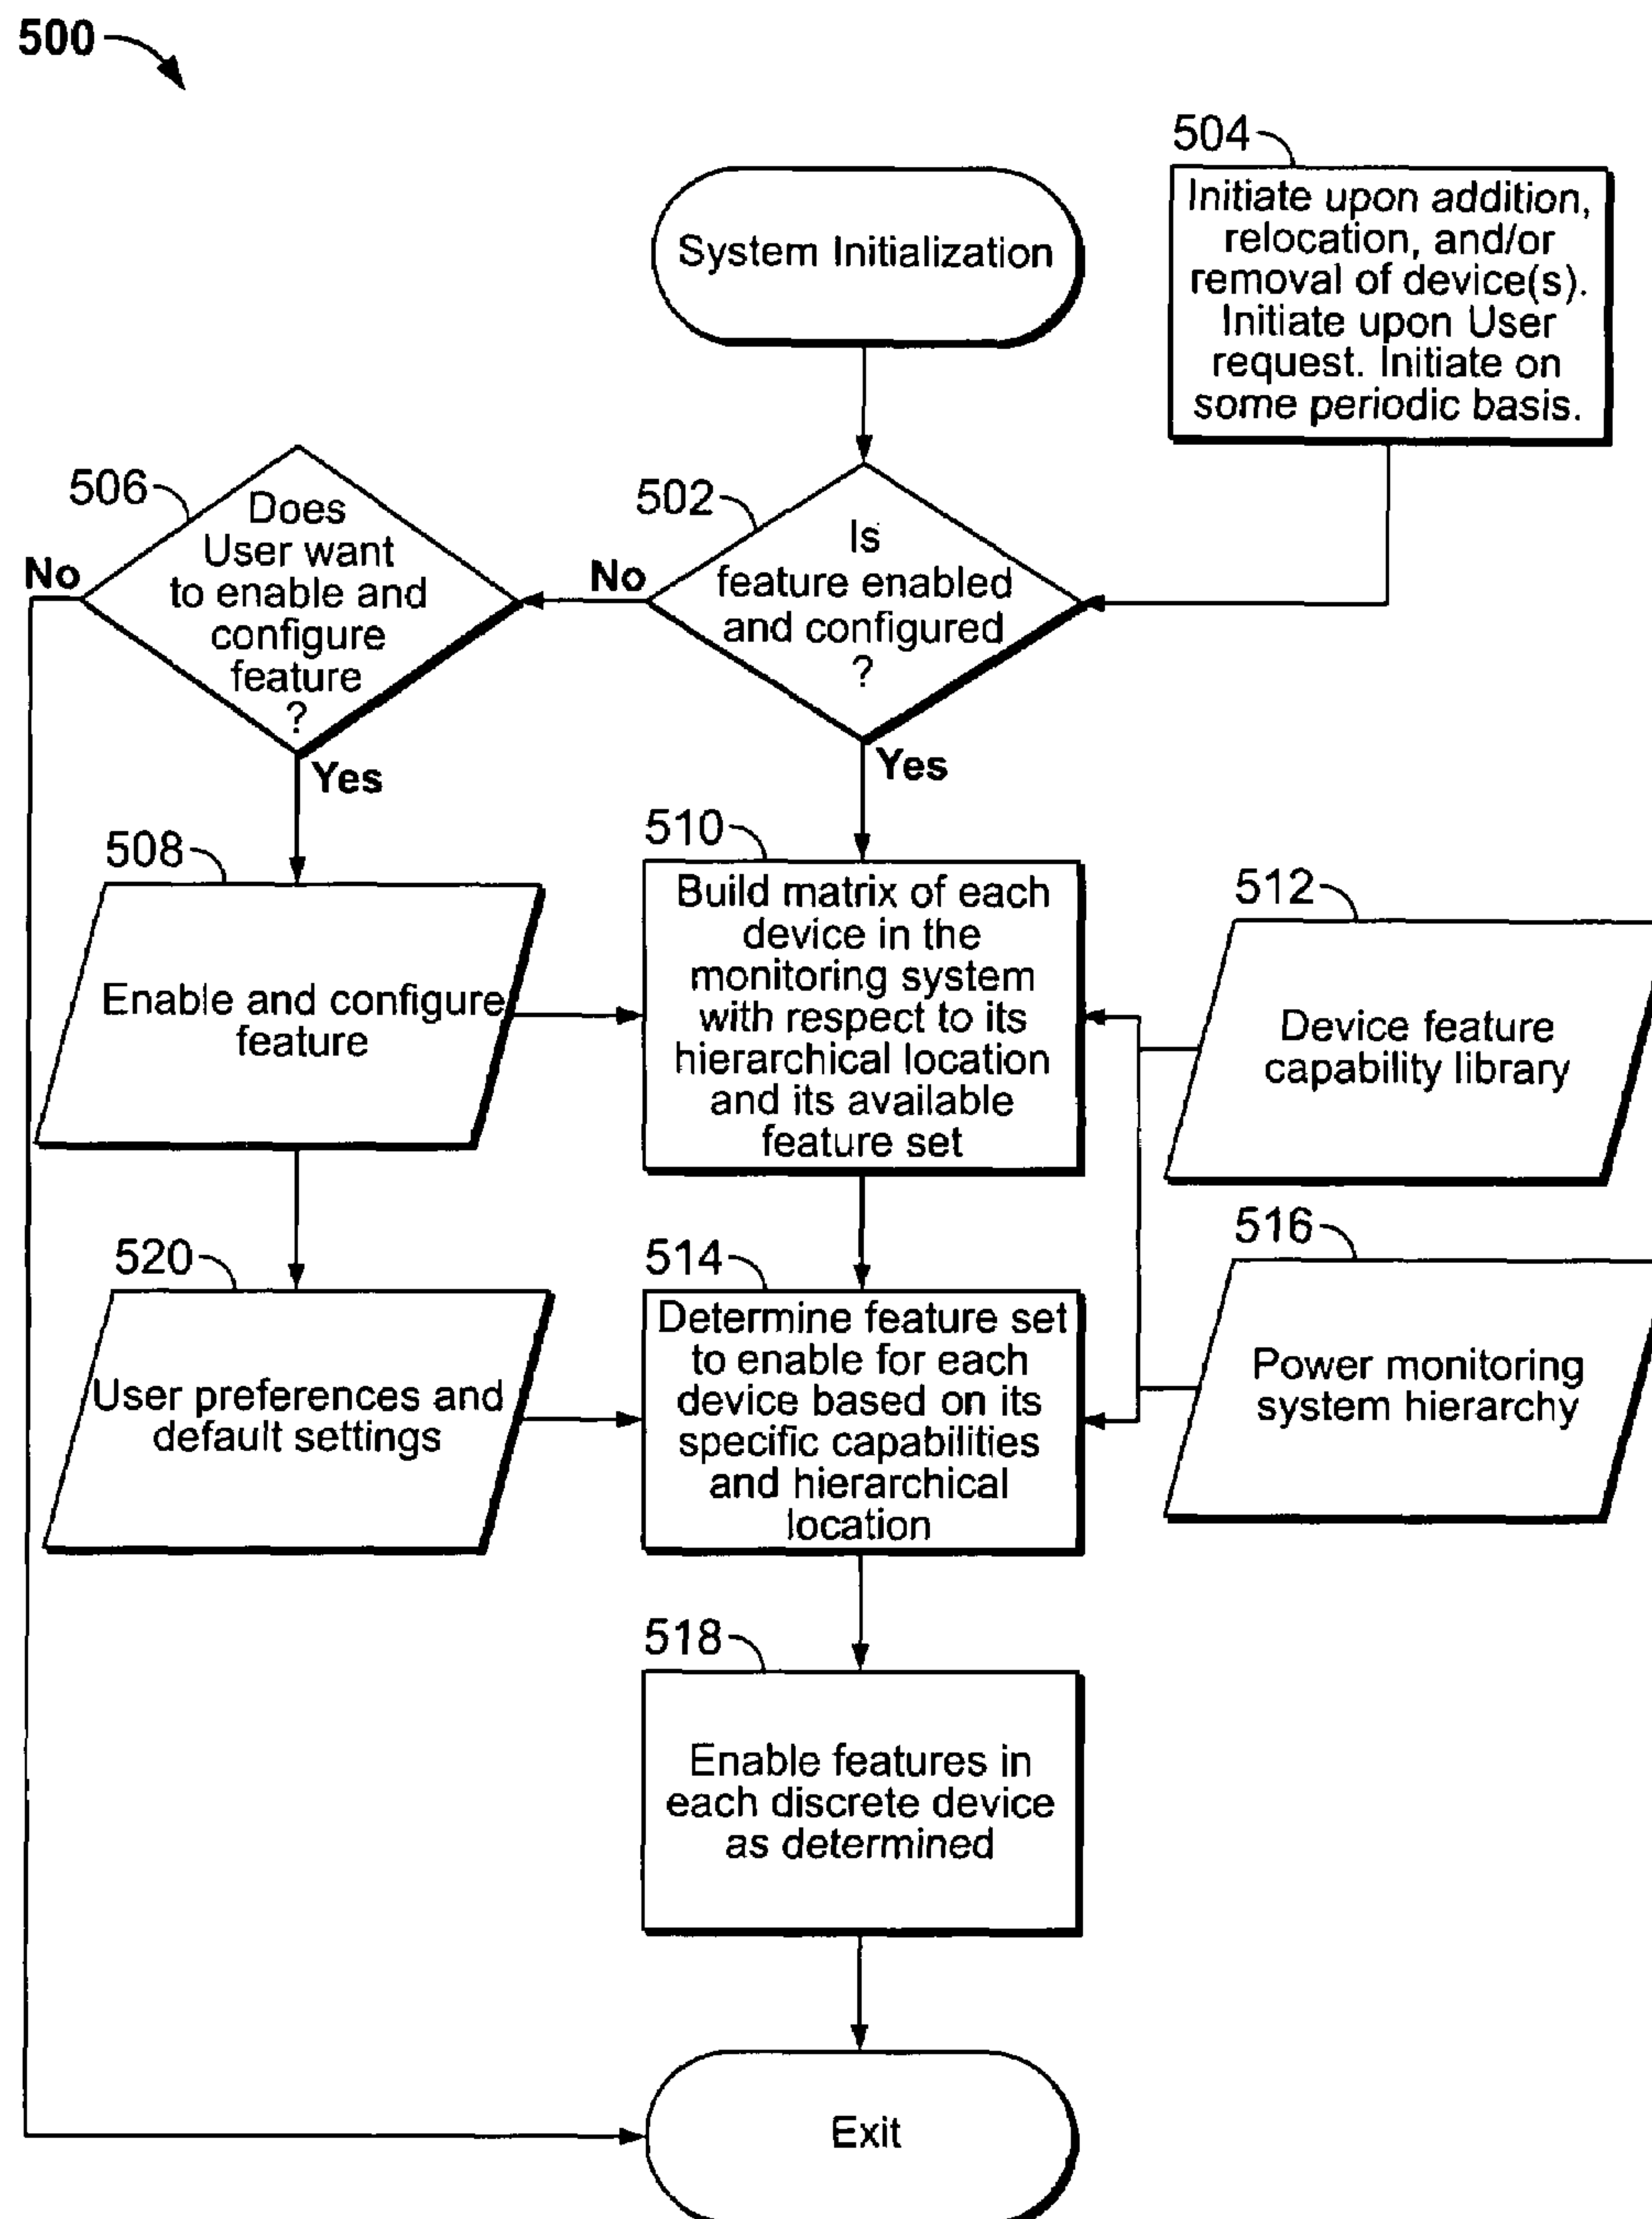 500
504
Initiate upon addition,
relocation, and/or
removal of device(s).
Initiate upon User
request. Initiate on
some periodic basis.
System Initialization
506
Does
User want
to enable and
configure
feature
?
No
Yes
502
Is
feature enabled
and configured
?
No
Yes
508
Enable and configure
feature
510
Build matrix of each
device in the
monitoring system
with respect to its
hierarchical location
and its available
feature set
512
Device feature
capability library
520
User preferences and
default settings
514
Determine feature set
to enable for each
device based on its
specific capabilities
and hierarchical
location
516
Power monitoring
system hierarchy
518
Enable features in
each discrete device
as determined
Exit